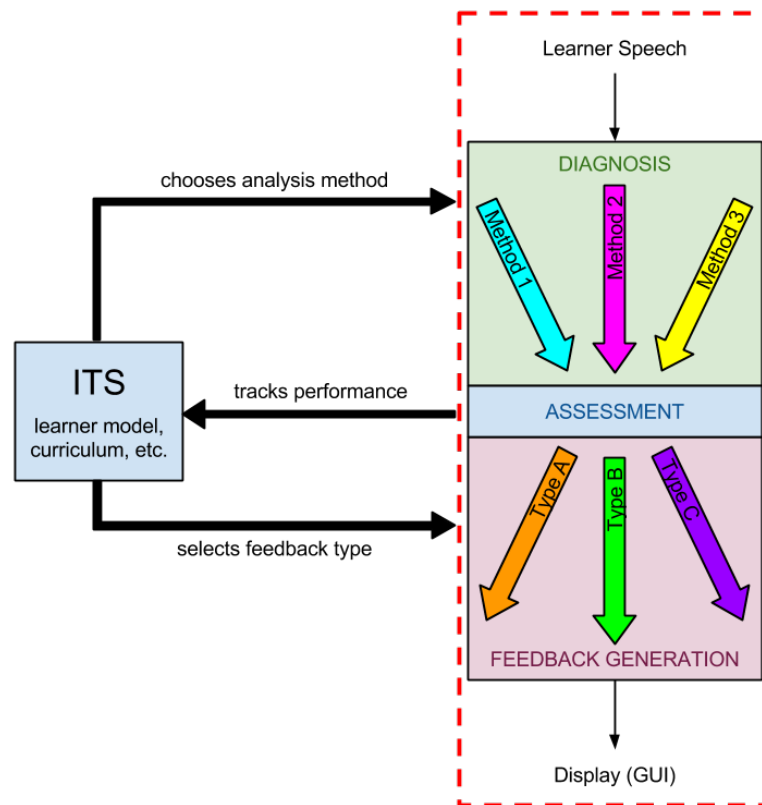 Learner Speech
DIAGNOSIS
chooses analysis method
Method 1
Method 2
Method 3
ITS
learner model,
curriculum, etc.
tracks performance
ASSESSMENT
Type A
Type B
Type C
selects feedback type
FEEDBACK GENERATION
Display (GUI)